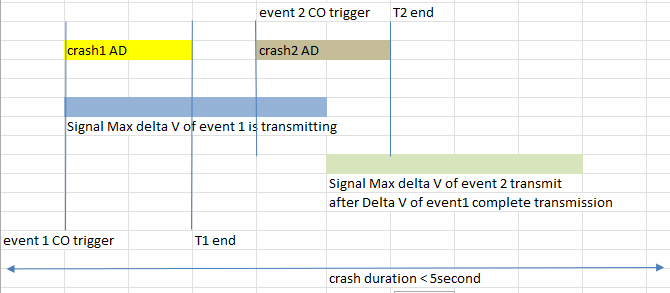 event 2 CO trigger
T2 end
crash1 AD
crash2 AD
Signal Max delta V of event 1 is transmitting
Signal Max delta V of event 2 transmit
after Delta V of event1 complete transmission
event 1 CO trigger
T1 end
crash duration < 5second